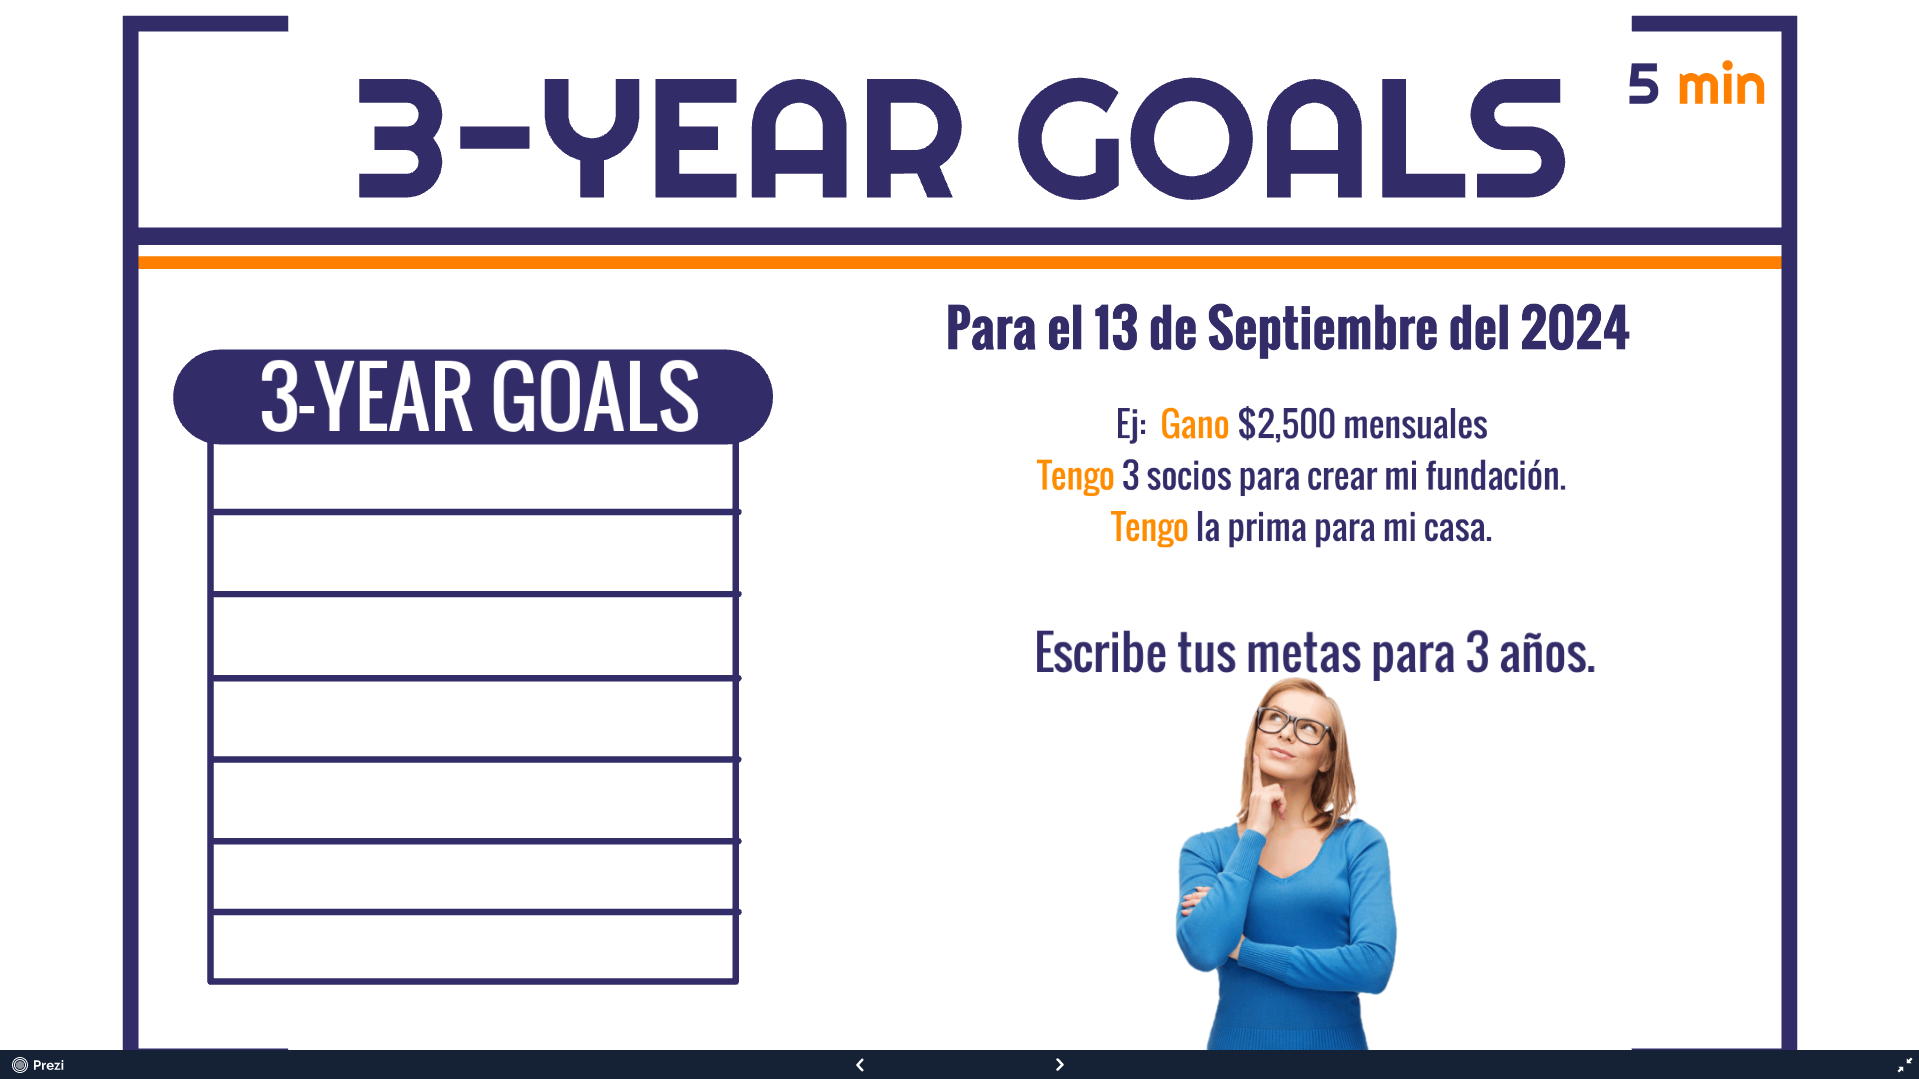 3-YEAR GOALS
5 min
3-YEAR GOALS
Para el 13 de Septiembre del 2024
Ej: Gano $2,500 mensuales
Tengo 3 socios para crear mi fundación.
Tengo la prima para mi casa.
Escribe tus metas para 3 años.
Prezi